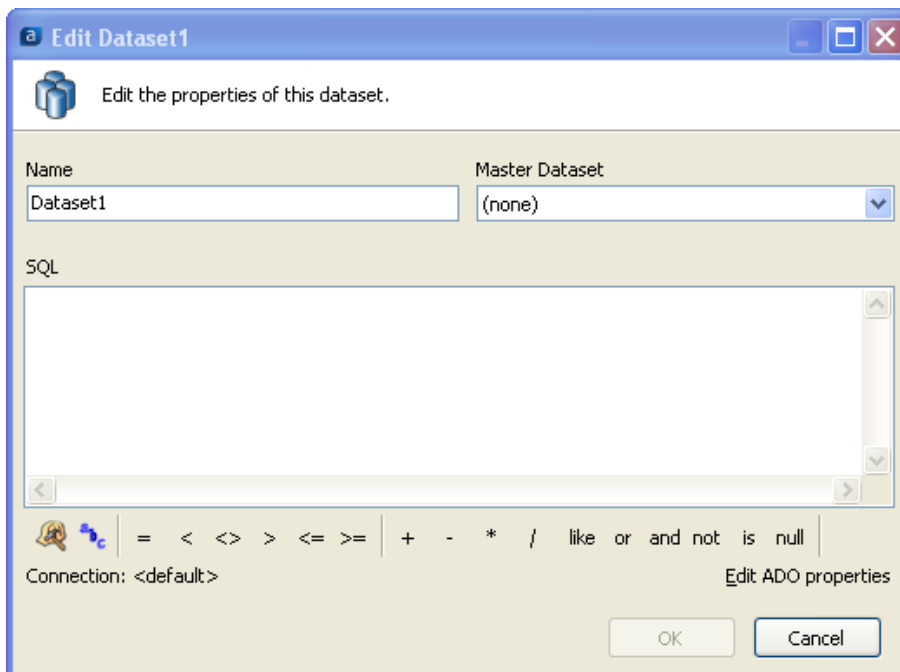 a Edit Dataset1
Edit the properties of this dataset.
Name Master Dataset
Dataset1 (none)
SQL
abc = < <> > <= >= + - * / like or and not is null
Connection: <default> Edit ADO properties
OK Cancel